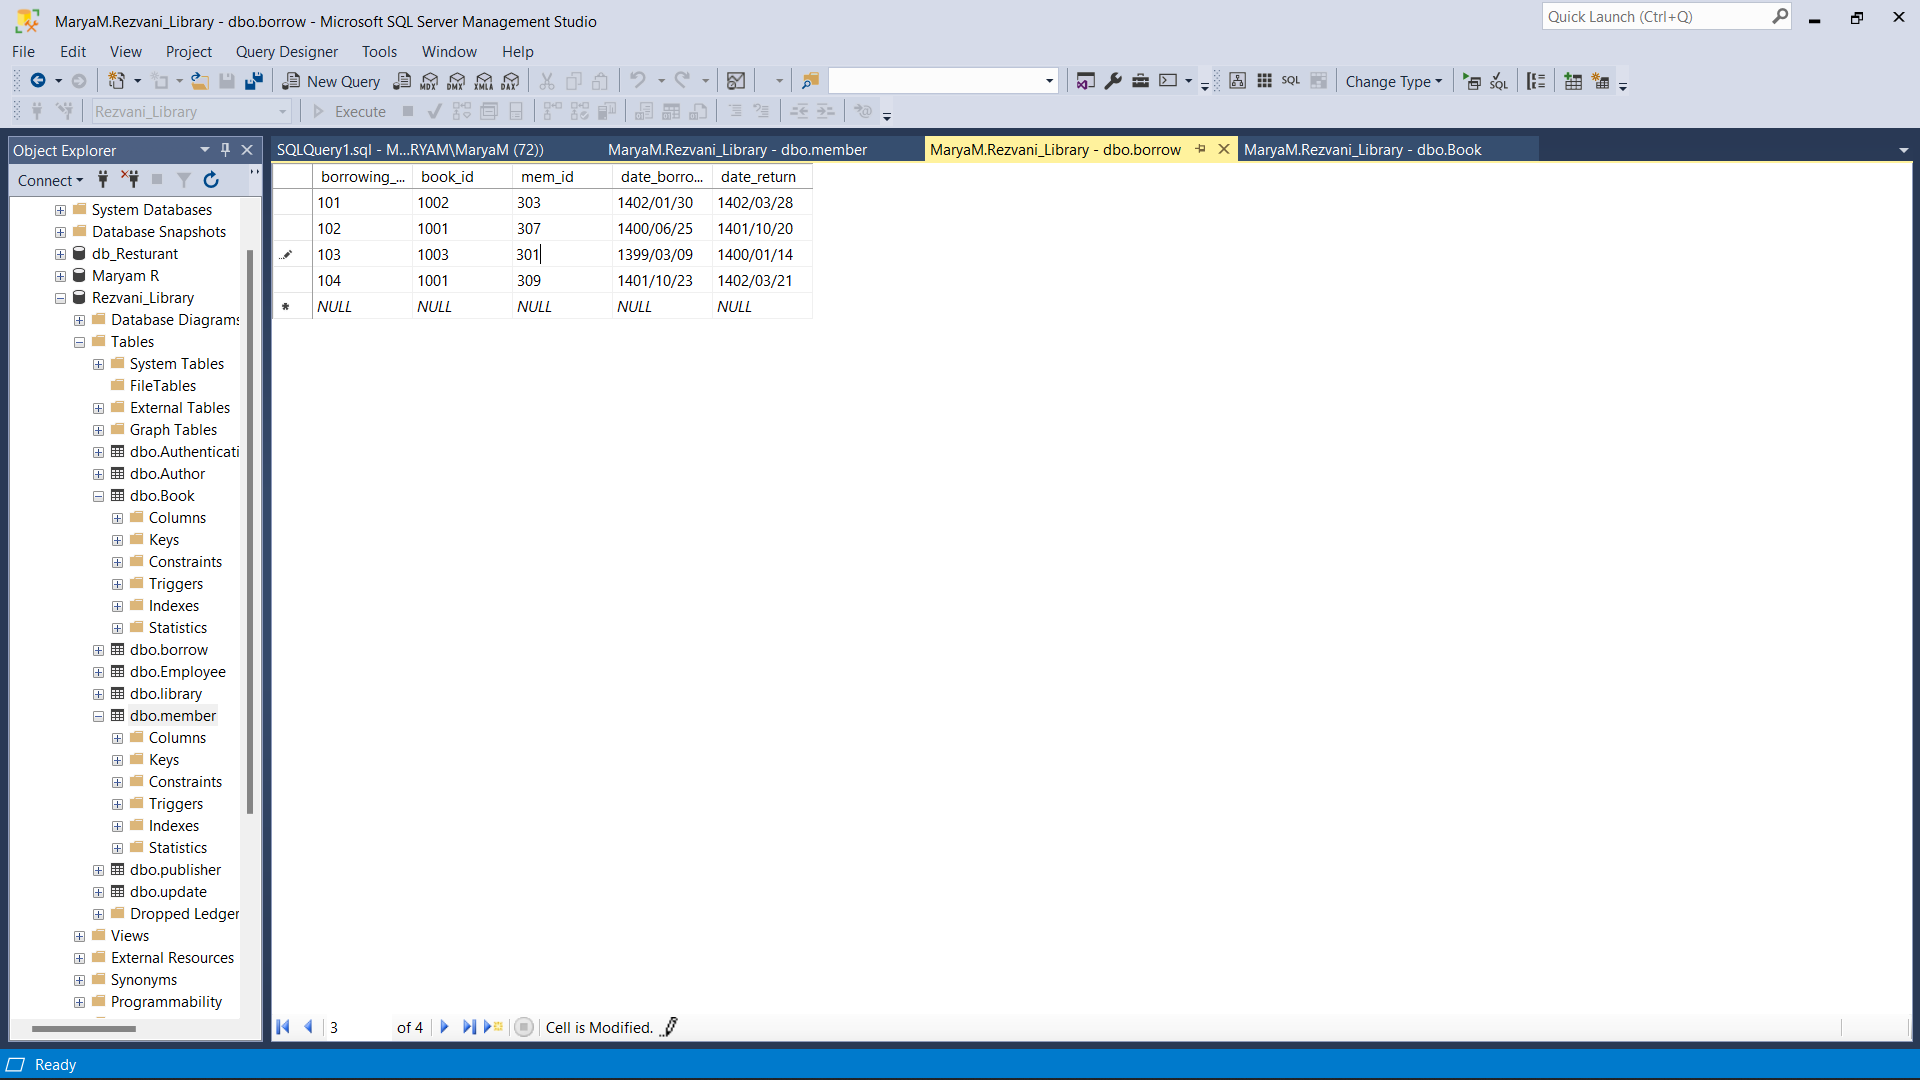 MaryaM.Rezvani_Library - dbo.borrow - Microsoft SQL Server Management Studio
Quick Launch (Ctrl+Q)
File Edit View Project Query Designer Tools Window Help
New Query MDX DMX XMLA DAX SQL Change Type SQL
Rezvani_Library Execute
Object Explorer
Connect
System Databases
Database Snapshots
db_Resturant
Maryam R
Rezvani_Library
Database Diagrams
Tables
System Tables
FileTables
External Tables
Graph Tables
dbo.Authenticati
dbo.Author
dbo.Book
Columns
Keys
Constraints
Triggers
Indexes
Statistics
dbo.borrow
dbo.Employee
dbo.library
dbo.member
Columns
Keys
Constraints
Triggers
Indexes
Statistics
dbo.publisher
dbo.update
Dropped Ledger
Views
External Resources
Synonyms
Programmability
SQLQuery1.sql - M...RYAM\MaryaM (72)) MaryaM.Rezvani_Library - dbo.member MaryaM.Rezvani_Library - dbo.borrow MaryaM.Rezvani_Library - dbo.Book
borrowing_... book_id mem_id date_borro... date_return
101 1002 303 1402/01/30 1402/03/28
102 1001 307 1400/06/25 1401/10/20
103 1003 301 1399/03/09 1400/01/14
104 1001 309 1401/10/23 1402/03/21
NULL NULL NULL NULL NULL
3 of 4 Cell is Modified.
Ready